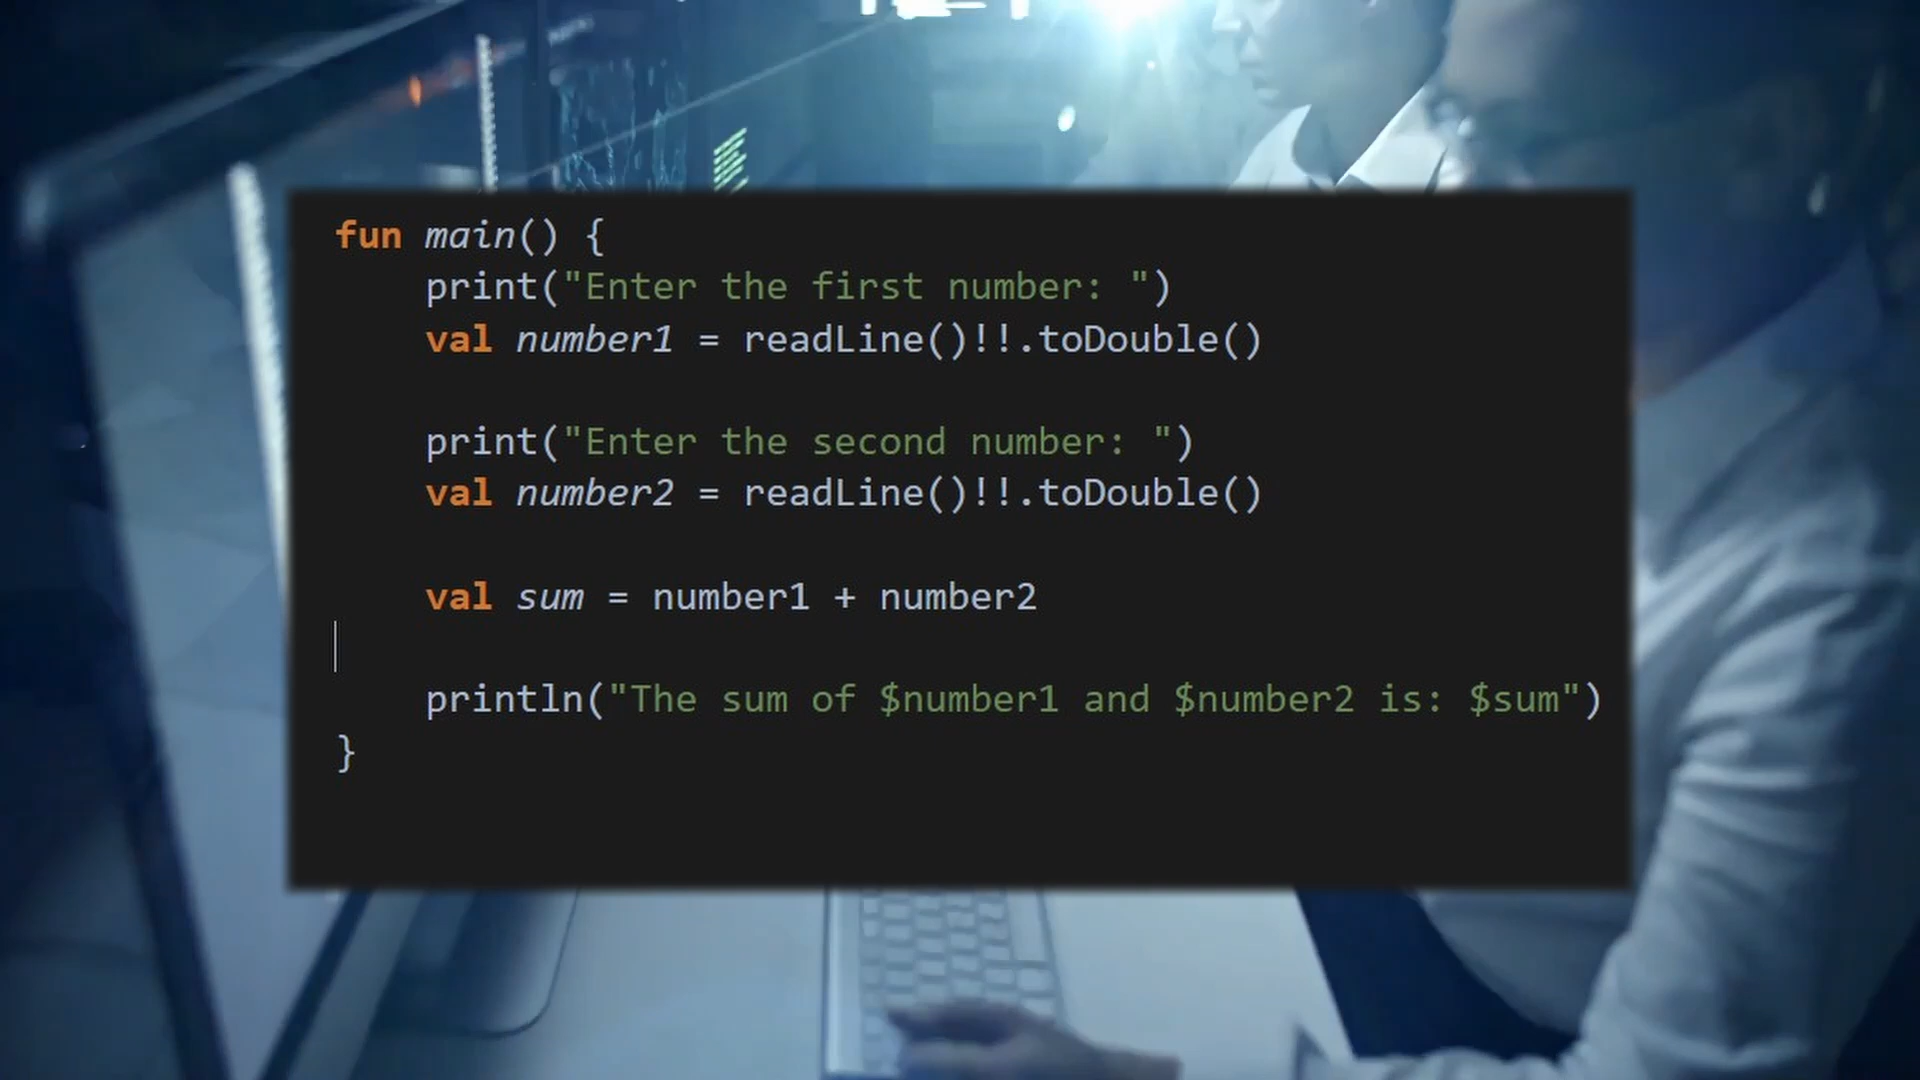 fun main() {
print("Enter the first number: ")
val number1 = readLine()!!.toDouble()
print("Enter the second number: ")
val number2 = readLine()!!.toDouble()
val sum = number1 + number2
println("The sum of $number1 and $number2 is: $sum")
}